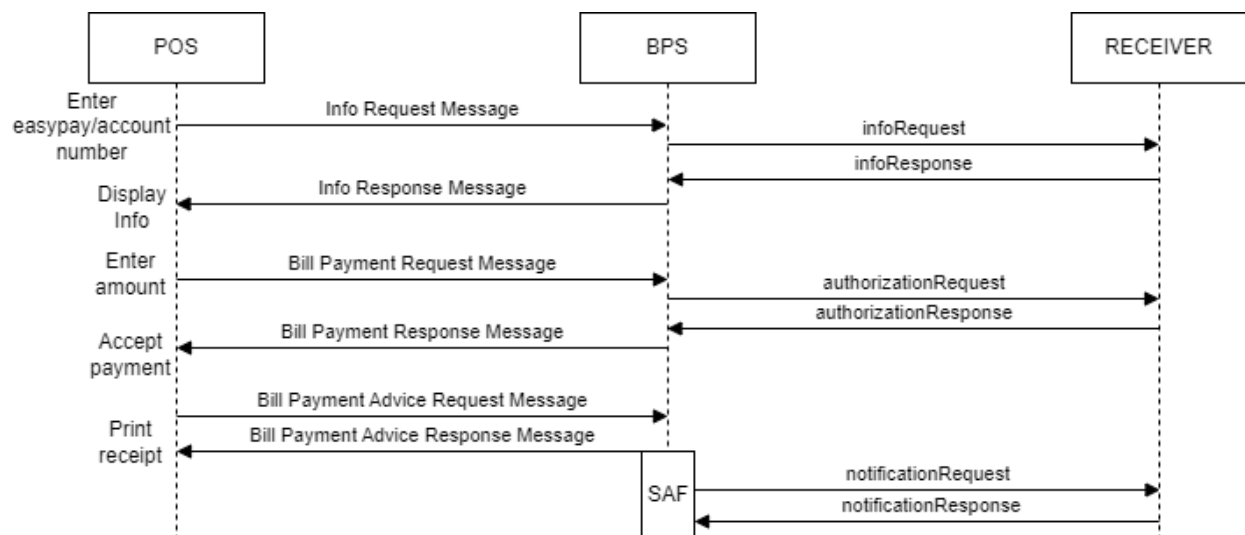 POS
BPS
RECEIVER
Enter
easypay/account
number
Info Request Message
infoRequest
infoResponse
Info Response Message
Display
Info
Enter
amount
Bill Payment Request Message
authorizationRequest
authorizationResponse
Bill Payment Response Message
Accept
payment
Bill Payment Advice Request Message
Print
receipt
Bill Payment Advice Response Message
SAF
notificationRequest
notificationResponse